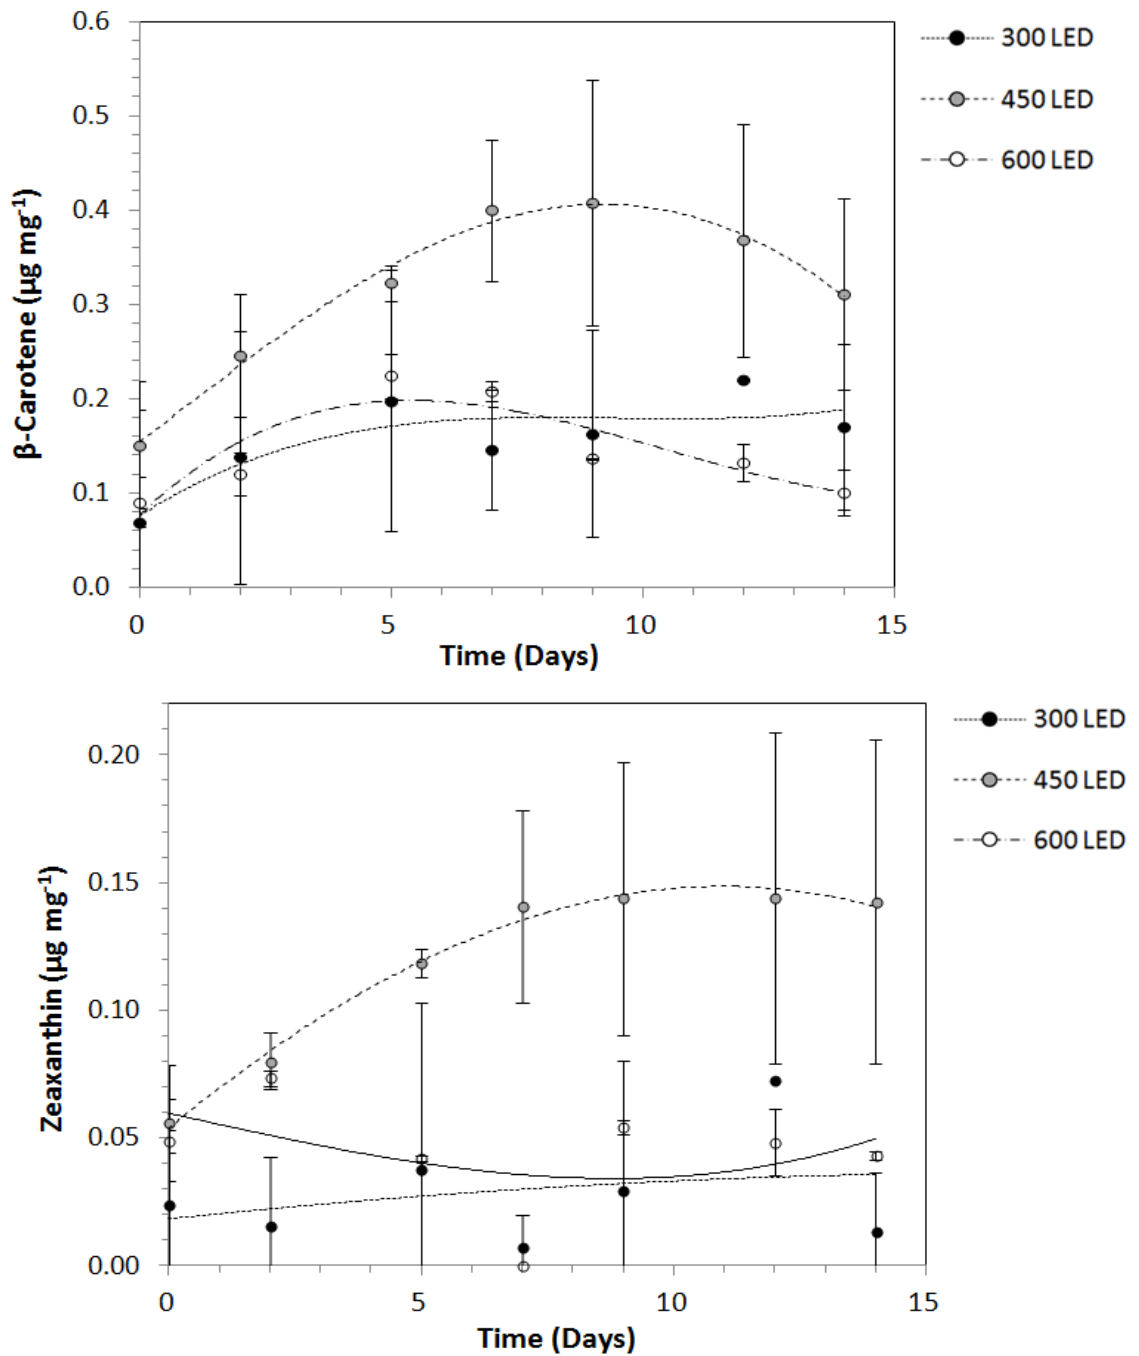 0.6
0.5
0.4
0.3
0.2
0.1
0.0
β-Carotene (µg mg⁻¹)
0 5 10 15
Time (Days)
300 LED
450 LED
600 LED
0.20
0.15
0.10
0.05
0.00
Zeaxanthin (µg mg⁻¹)
0 5 10 15
Time (Days)
300 LED
450 LED
600 LED